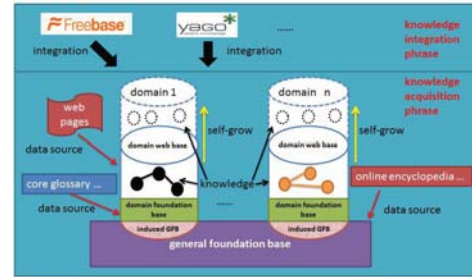 Freebase
yago
......
knowledge
integration
phrase
integration
integration
knowledge
acquisition
phrase
domain 1
domain n
web
pages
self-grow
self-grow
domain web base
domain web base
data source
data source
core glossary ...
knowledge
online encyclopedia ...
......
domain foundation
base
domain foundation
base
data source
data source
induced GFB
induced GFB
general foundation base